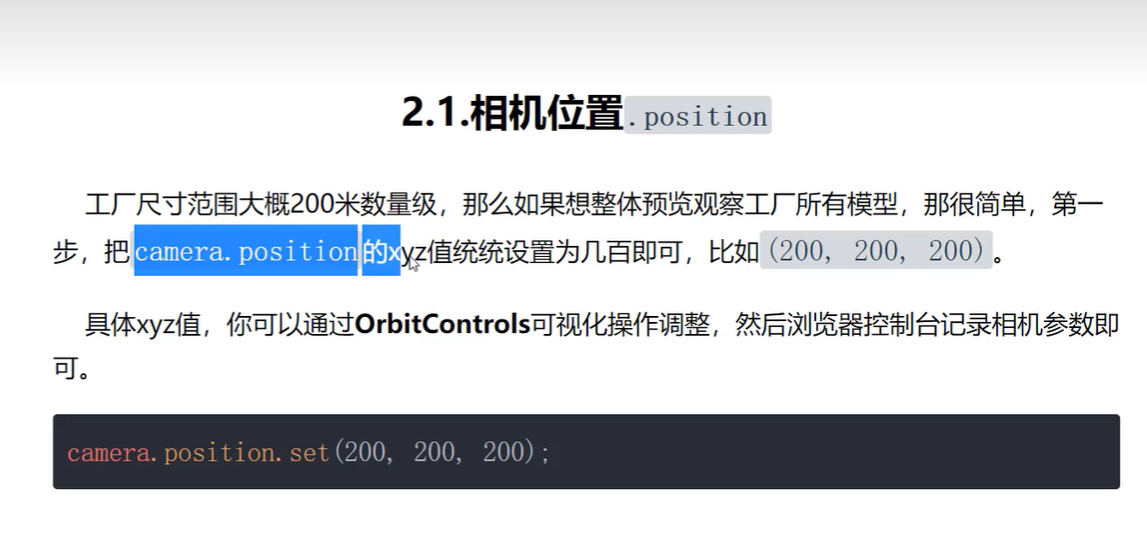 2.1.相机位置.position
工厂尺寸范围大概200米数量级，那么如果想整体预览观察工厂所有模型，那很简单，第一
步，把camera.position的xyz值统统设置为几百即可，比如(200, 200, 200)。
具体xyz值，你可以通过OrbitControls可视化操作调整，然后浏览器控制台记录相机参数即
可。
camera.position.set(200, 200, 200);